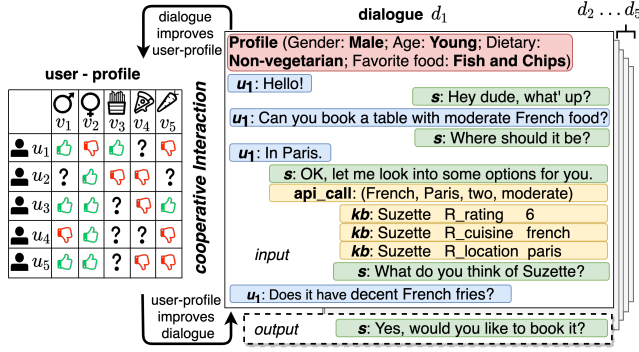 dialogue
improves
user-profile
dialogue d1
d2 ... d5
user - profile
v1 v2 v3 v4 v5
u1 ?
u2 ? ?
u3 ?
u4 ? ?
u5 ?
cooperative Interaction
Profile (Gender: Male; Age: Young; Dietary:
Non-vegetarian; Favorite food: Fish and Chips)
u1: Hello!
s: Hey dude, what' up?
u1: Can you book a table with moderate French food?
s: Where should it be?
u1: In Paris.
s: OK, let me look into some options for you.
api_call: (French, Paris, two, moderate)
kb: Suzette R_rating 6
kb: Suzette R_cuisine french
kb: Suzette R_location paris
input
s: What do you think of Suzette?
u1: Does it have decent French fries?
user-profile
improves
dialogue
output
s: Yes, would you like to book it?